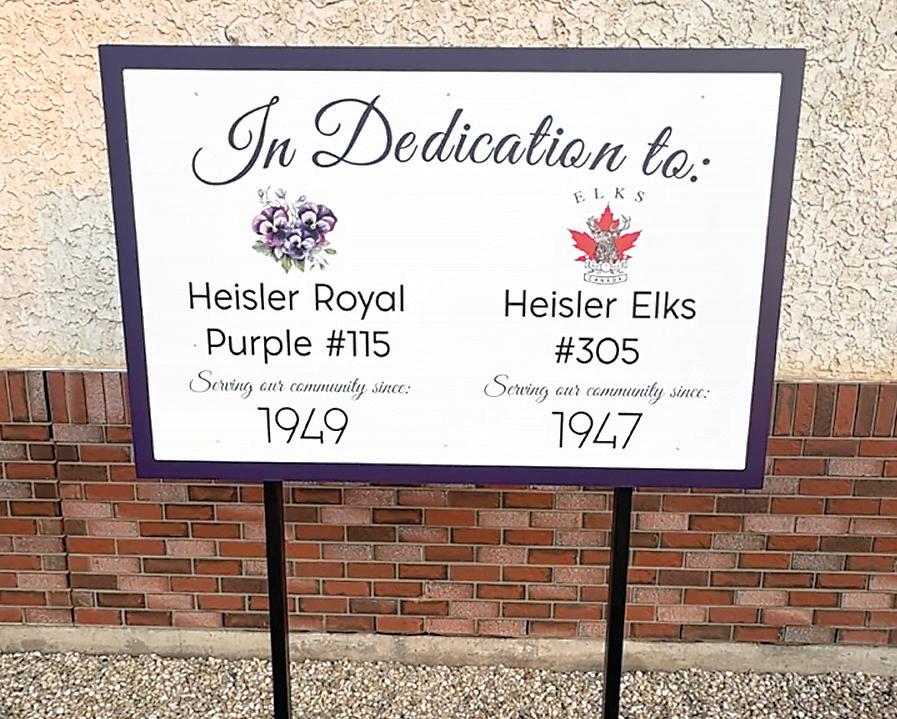 In Dedication to:
Heisler Royal
Purple #115
Serving our community since:
1949
ELKS
CANADA
Heisler Elks
#305
Serving our community since:
1947